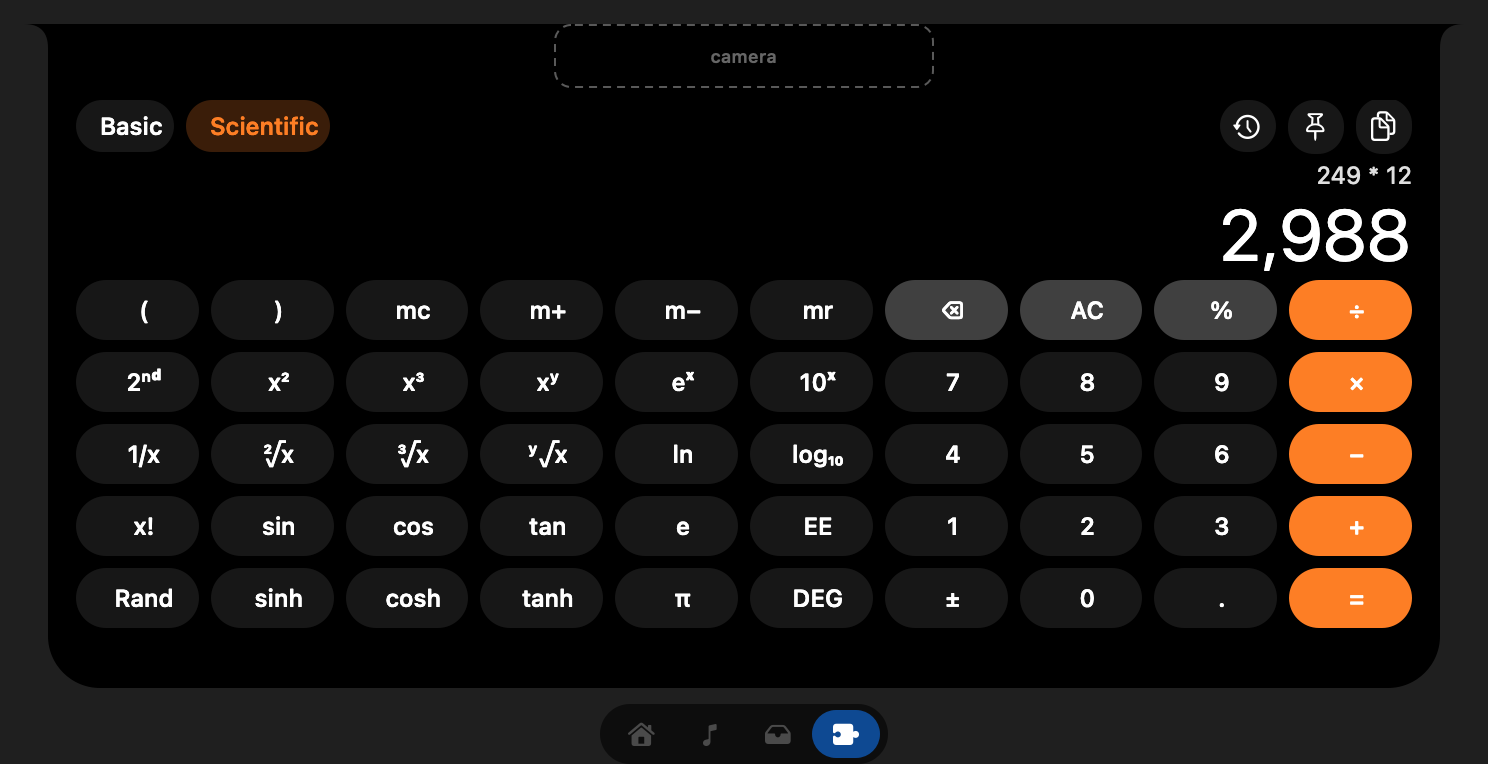 camera
Basic Scientific
249 * 12
2,988
( ) mc m+ m− mr AC % ÷
2ⁿᵈ x² x³ xʸ eˣ 10ˣ 7 8 9 ×
1/x ²√x ³√x ʸ√x ln log₁₀ 4 5 6 −
x! sin cos tan e EE 1 2 3 +
Rand sinh cosh tanh π DEG ± 0 . =